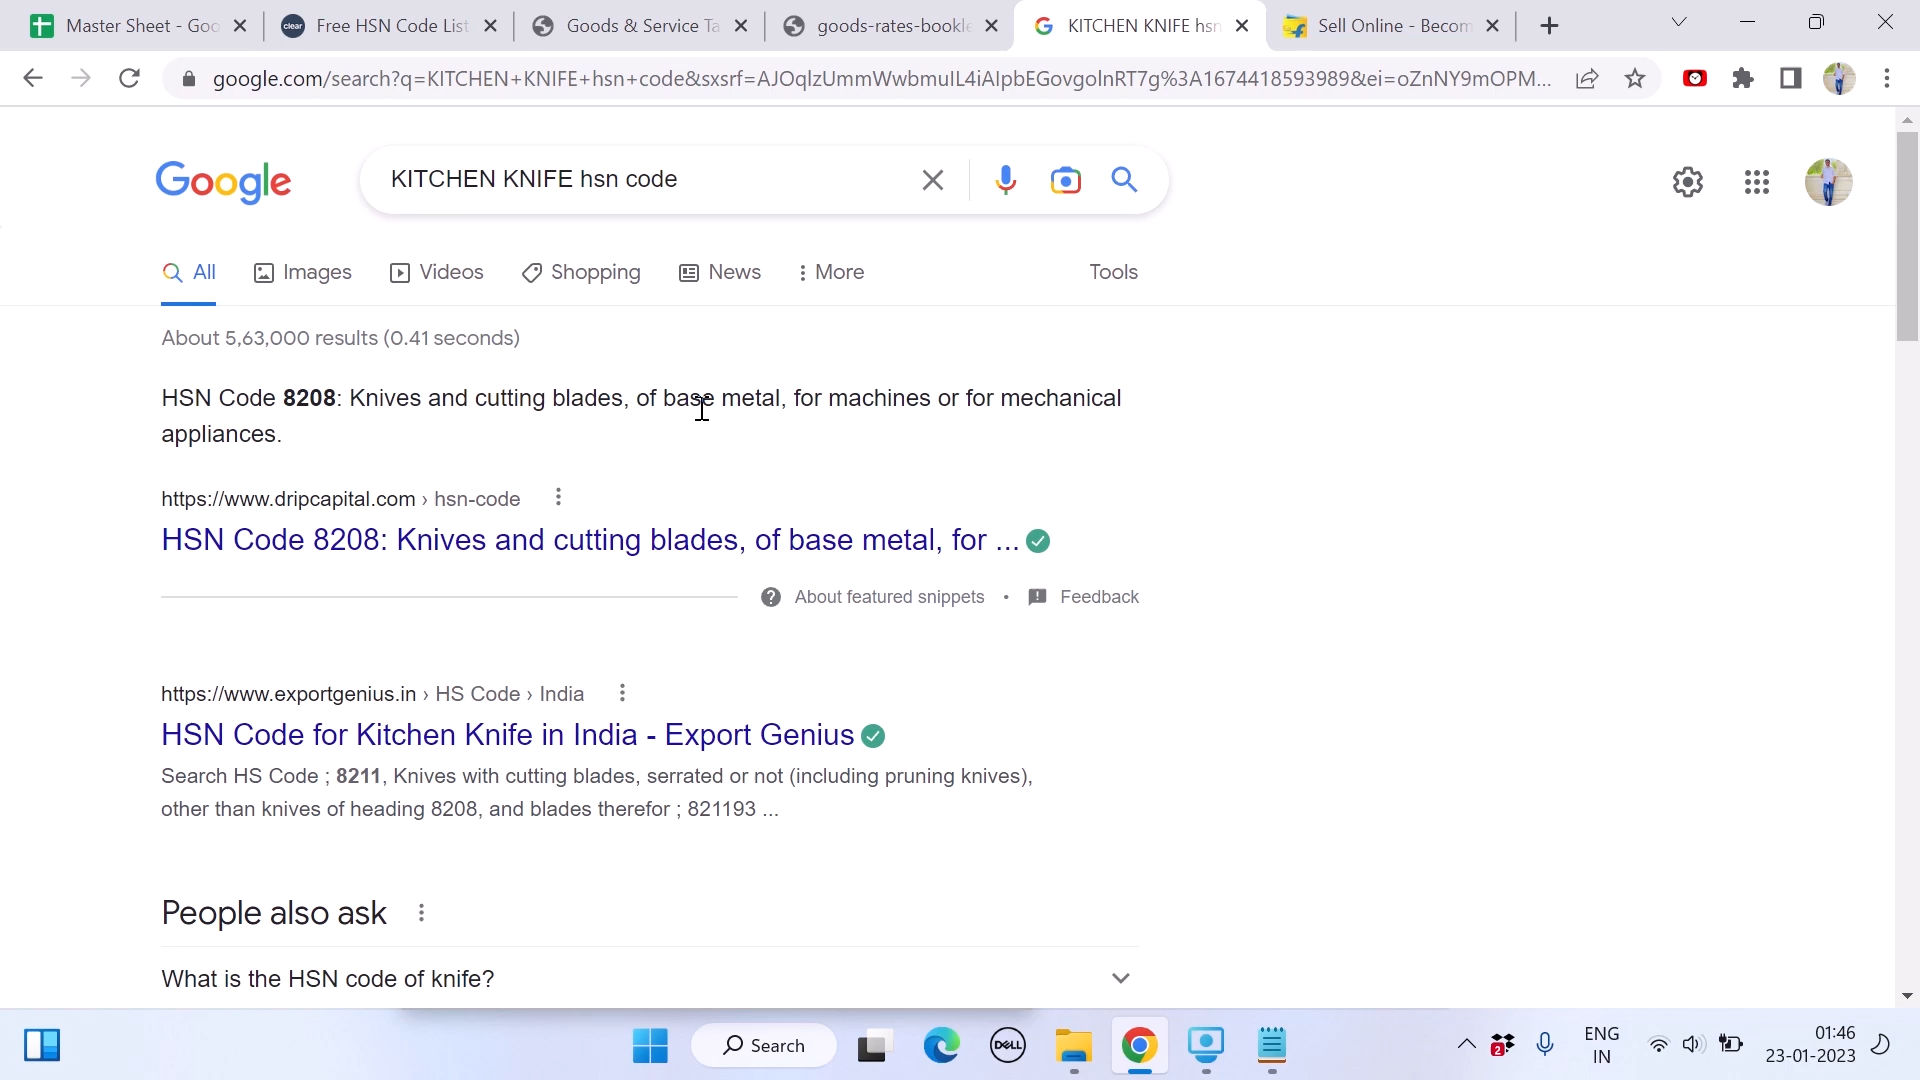 Master Sheet - Goo
Free HSN Code List
Goods & Service Ta
goods-rates-bookle
KITCHEN KNIFE hsn
Sell Online - Becom
google.com/search?q=KITCHEN+KNIFE+hsn+code&sxsrf=AJOqlzUmmWwbmuIL4iAlpbEGovgolnRT7g%3A1674418593989&ei=oZnNY9mOPM...
Google
KITCHEN KNIFE hsn code
All
Images
Videos
Shopping
News
More
Tools
About 5,63,000 results (0.41 seconds)
HSN Code 8208: Knives and cutting blades, of base metal, for machines or for mechanical
appliances.
https://www.dripcapital.com › hsn-code
HSN Code 8208: Knives and cutting blades, of base metal, for ...
About featured snippets • Feedback
https://www.exportgenius.in › HS Code › India
HSN Code for Kitchen Knife in India - Export Genius
Search HS Code ; 8211, Knives with cutting blades, serrated or not (including pruning knives),
other than knives of heading 8208, and blades therefor ; 821193 ...
People also ask
What is the HSN code of knife?
Search
DELL
2
ENG
IN
01:46
23-01-2023